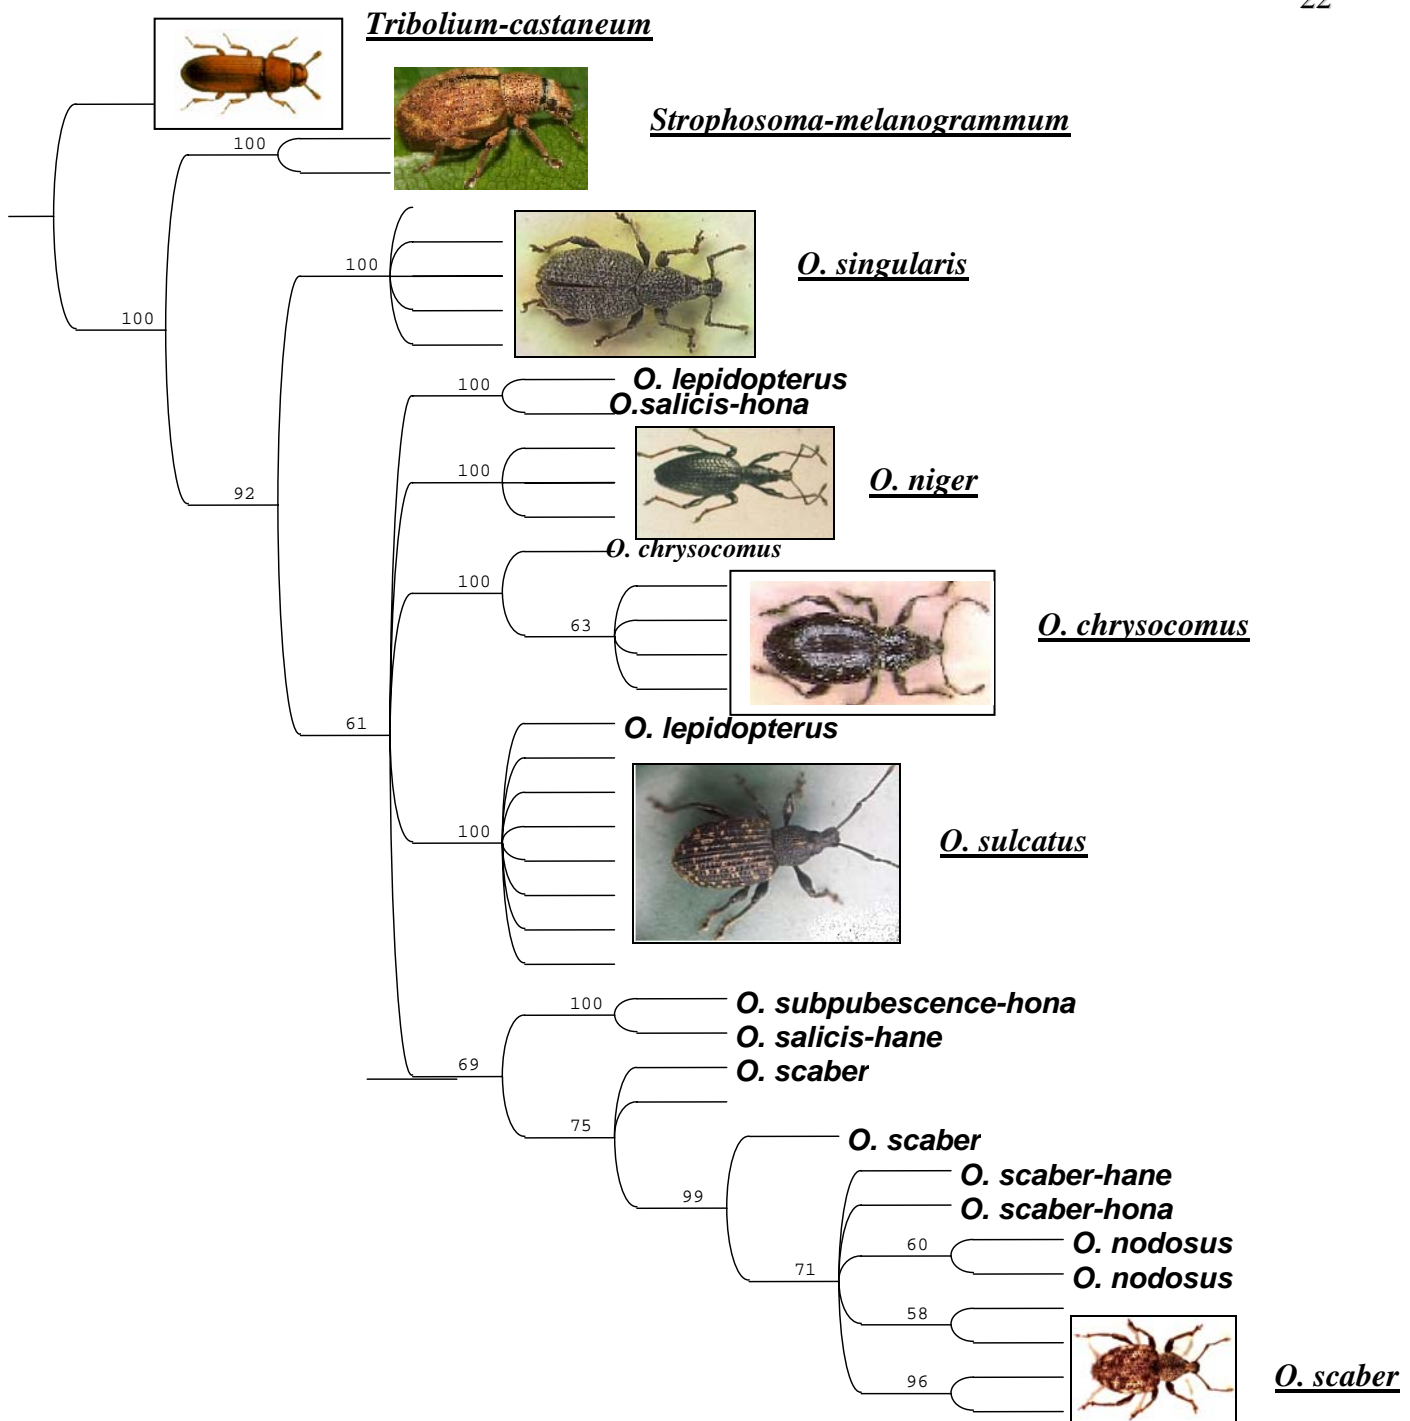 22
Tribolium-castaneum
Strophosoma-melanogrammum
100
100
O. singularis
100
100
O. lepidopterus
O.salicis-hona
100
O. niger
92
O. chrysocomus
100
63
O. chrysocomus
61
O. lepidopterus
100
O. sulcatus
100
O. subpubescence-hona
O. salicis-hane
69
O. scaber
75
O. scaber
O. scaber-hane
99
O. scaber-hona
60
O. nodosus
71
O. nodosus
58
96
O. scaber